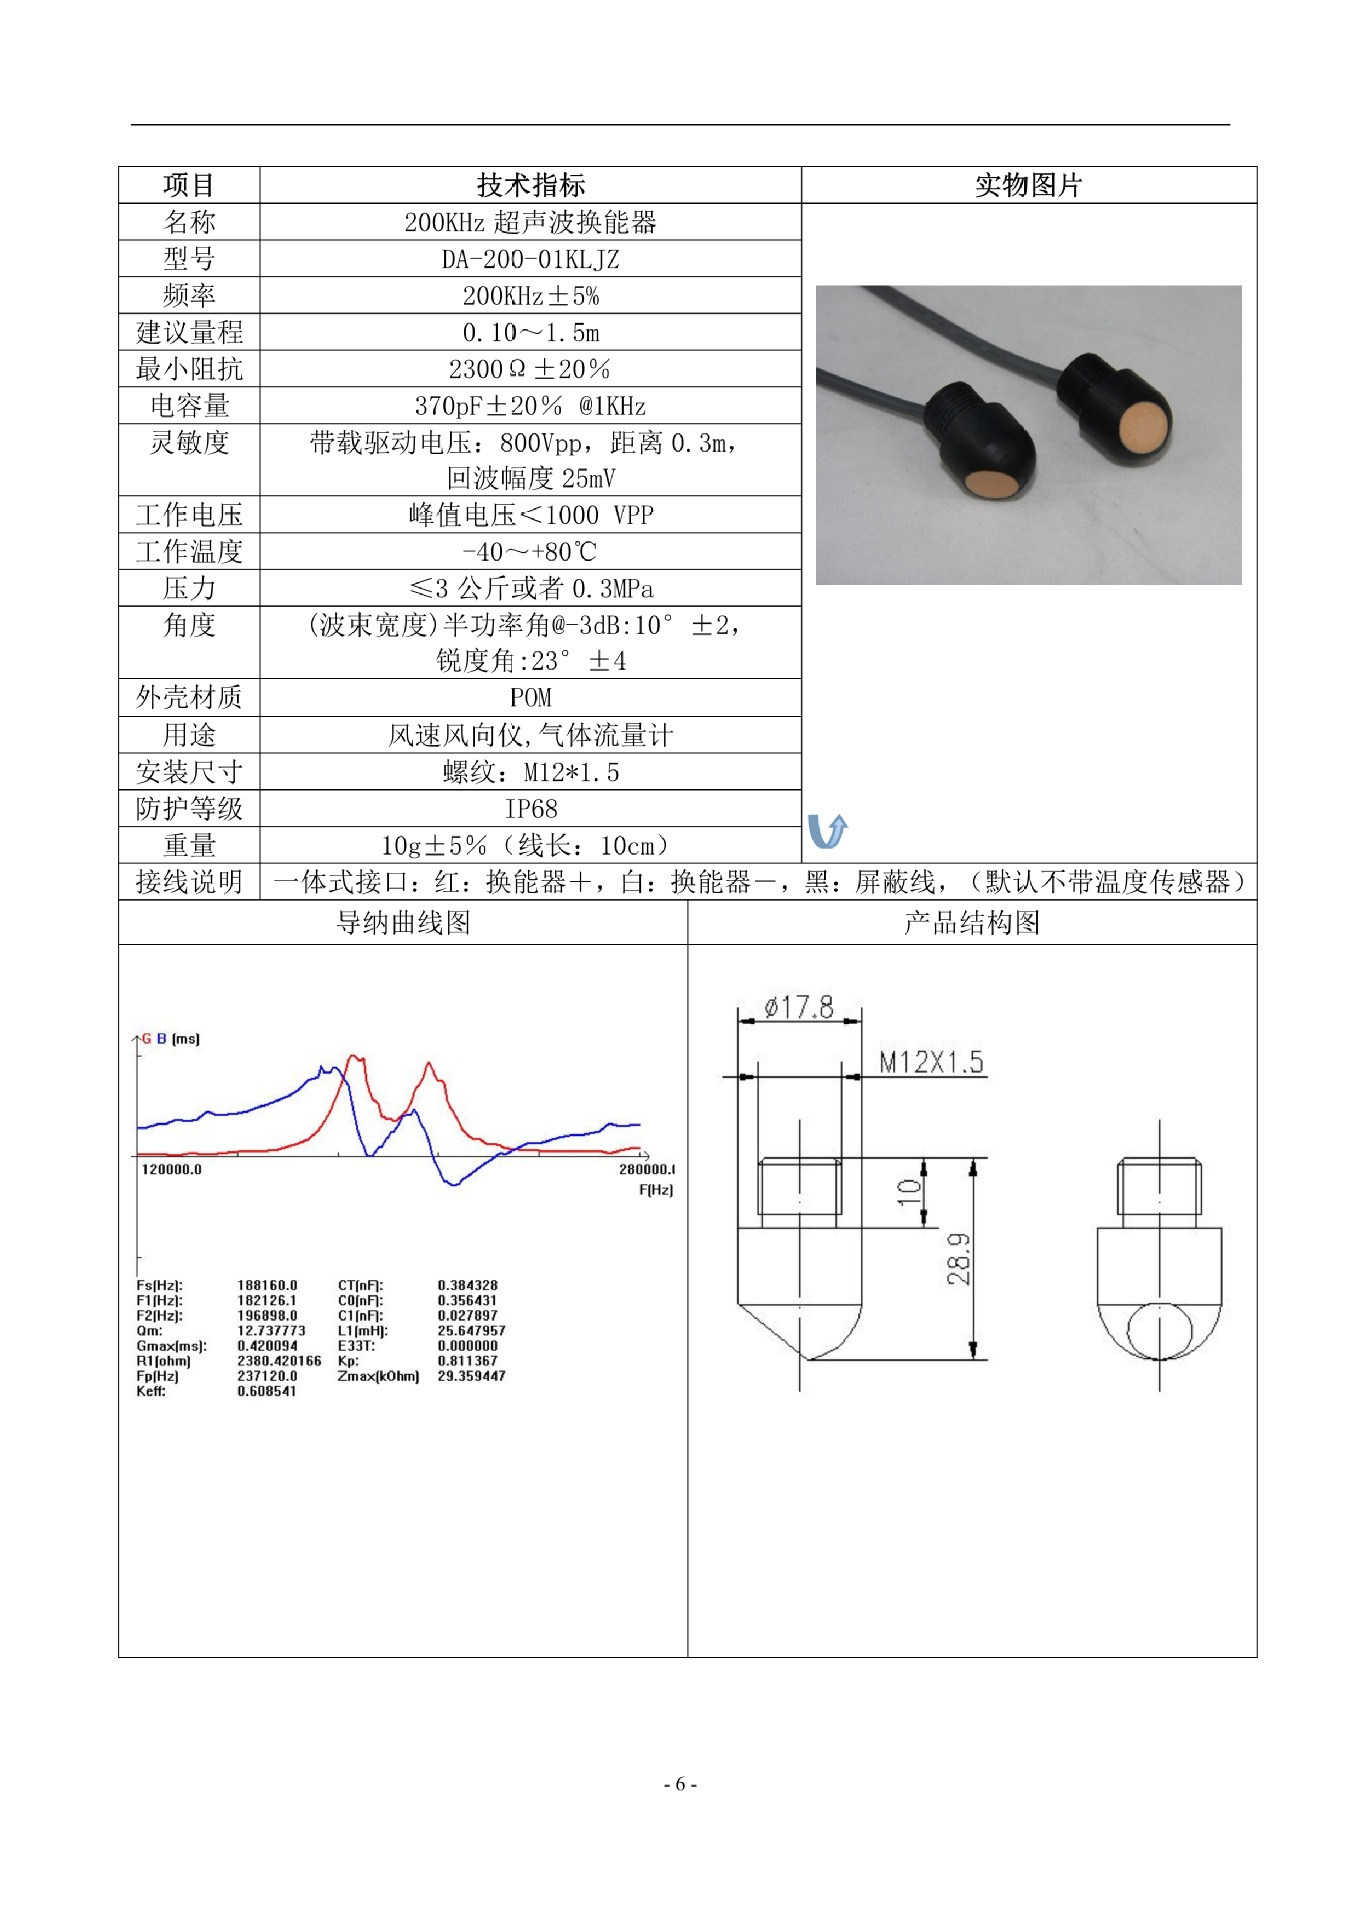 项目 技术指标 实物图片
名称 200KHz 超声波换能器
型号 DA-200-01KLJZ
频率 200KHz±5%
建议量程 0.10～1.5m
最小阻抗 2300Ω±20%
电容量 370pF±20% @1KHz
灵敏度 带载驱动电压：800Vpp，距离 0.3m，
回波幅度 25mV
工作电压 峰值电压＜1000 VPP
工作温度 -40～+80℃
压力 ≤3 公斤或者 0.3MPa
角度 (波束宽度)半功率角@-3dB:10° ±2，
锐度角:23° ±4
外壳材质 POM
用途 风速风向仪,气体流量计
安装尺寸 螺纹：M12*1.5
防护等级 IP68
重量 10g±5%（线长：10cm）
接线说明 一体式接口：红：换能器＋，白：换能器－，黑：屏蔽线，（默认不带温度传感器）
导纳曲线图 产品结构图
G B (ms)
120000.0 280000.
F(Hz)
Fs(Hz): 188160.0 CT(nF): 0.384328
F1(Hz): 182126.1 C0(nF): 0.356431
F2(Hz): 196898.0 C1(nF): 0.027897
Qm: 12.737773 L1(mH): 25.647957
Gmax(ms): 0.420094 E33T: 0.000000
R1(ohm) 2380.420166 Kp: 0.811367
Fp(Hz) 237120.0 Zmax(kOhm) 29.359447
Keff: 0.608541
ø17.8
M12X1.5
10
28.9
- 6 -